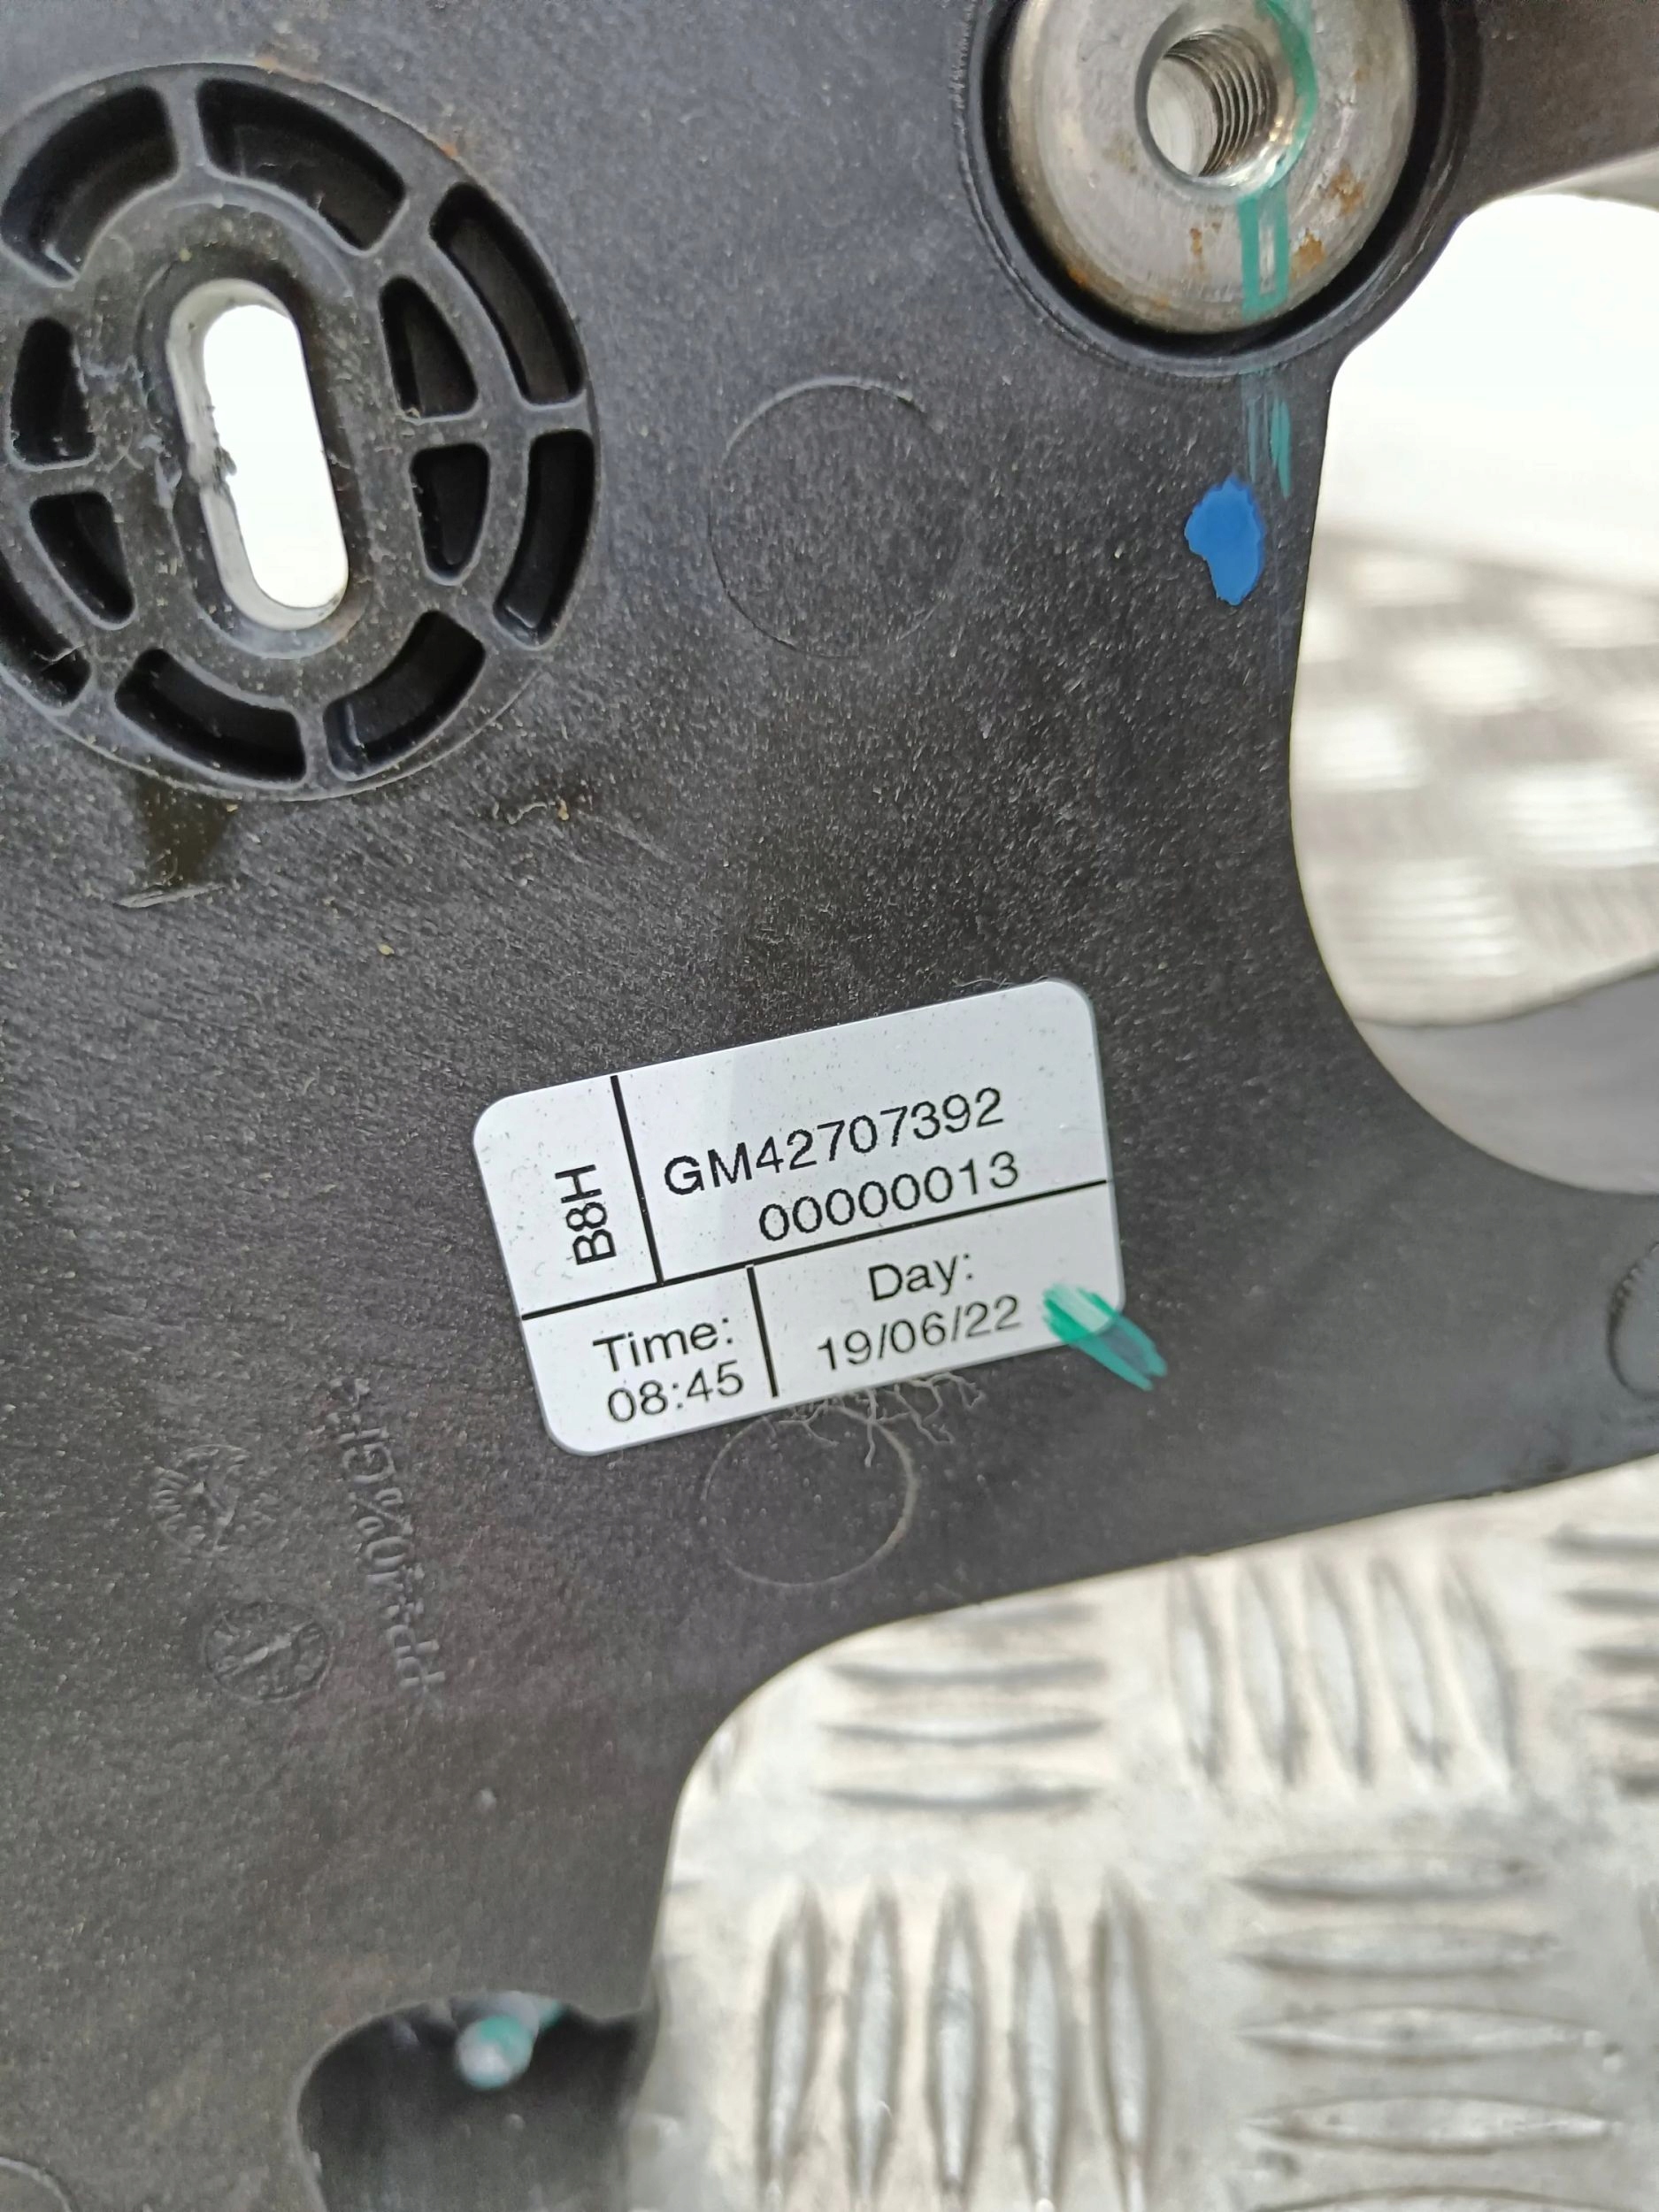 B8H
GM42707392
00000013
Time:
08:45
Day:
19/06/22